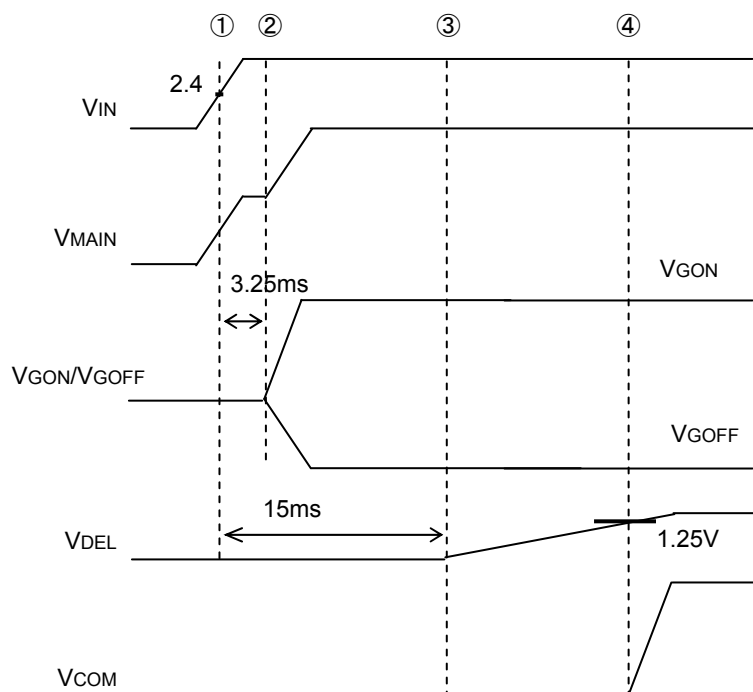 ① ② ③ ④
2.4
VIN
VMAIN
VGON
3.25ms
VGON/VGOFF
VGOFF
15ms
VDEL
1.25V
VCOM